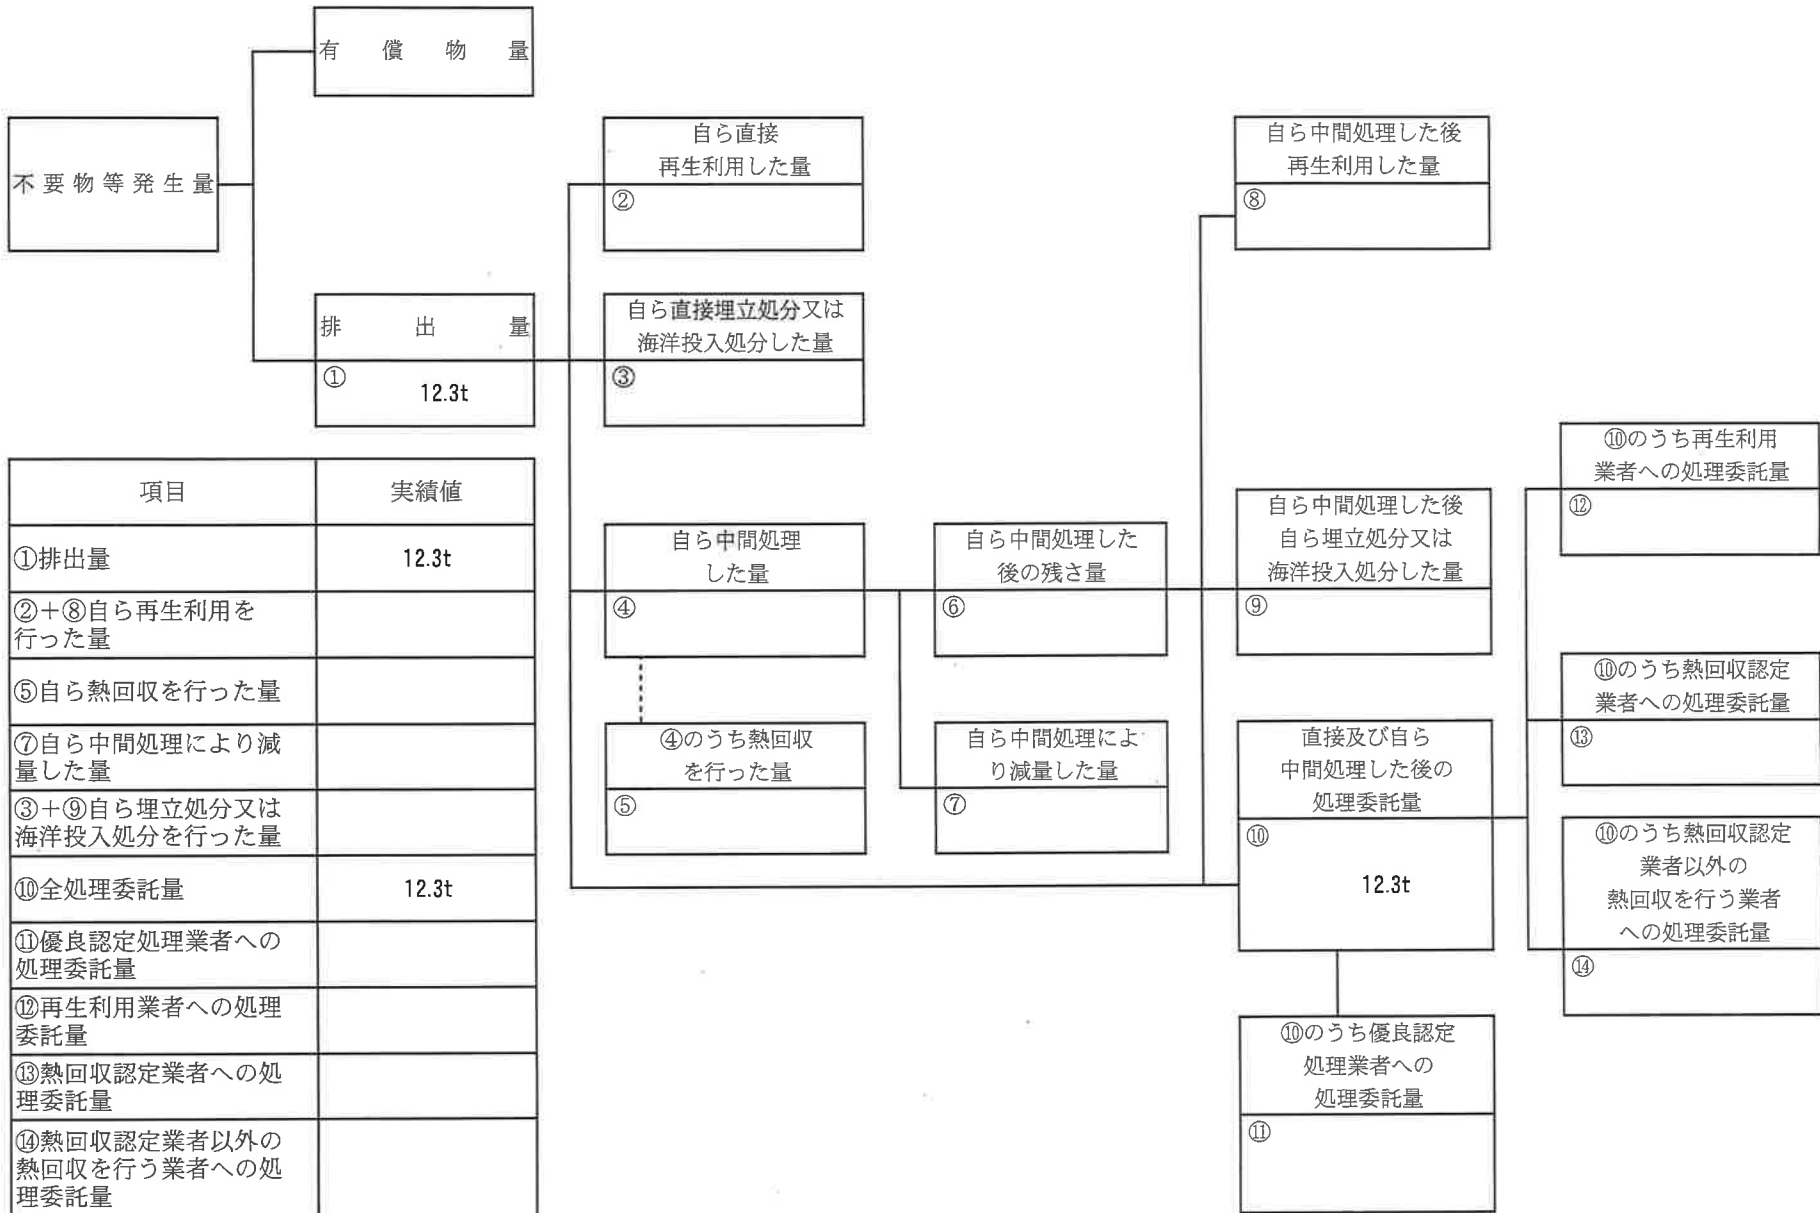 有償物量
不要物等発生量
排出量
①
12.3t
自ら直接
再生利用した量
②
自ら直接埋立処分又は
海洋投入処分した量
③
自ら中間処理
した量
④
④のうち熱回収
を行った量
⑤
自ら中間処理した
後の残さ量
⑥
自ら中間処理によ
り減量した量
⑦
自ら中間処理した後
再生利用した量
⑧
自ら中間処理した後
自ら埋立処分又は
海洋投入処分した量
⑨
直接及び自ら
中間処理した後の
処理委託量
⑩
12.3t
⑩のうち優良認定
処理業者への
処理委託量
⑪
⑩のうち再生利用
業者への処理委託量
⑫
⑩のうち熱回収認定
業者への処理委託量
⑬
⑩のうち熱回収認定
業者以外の
熱回収を行う業者
への処理委託量
⑭
項目 実績値
①排出量 12.3t
②+⑧自ら再生利用を
行った量
⑤自ら熱回収を行った量
⑦自ら中間処理により減
量した量
③+⑨自ら埋立処分又は
海洋投入処分を行った量
⑩全処理委託量 12.3t
⑪優良認定処理業者への
処理委託量
⑫再生利用業者への処理
委託量
⑬熱回収認定業者への処
理委託量
⑭熱回収認定業者以外の
熱回収を行う業者への処
理委託量